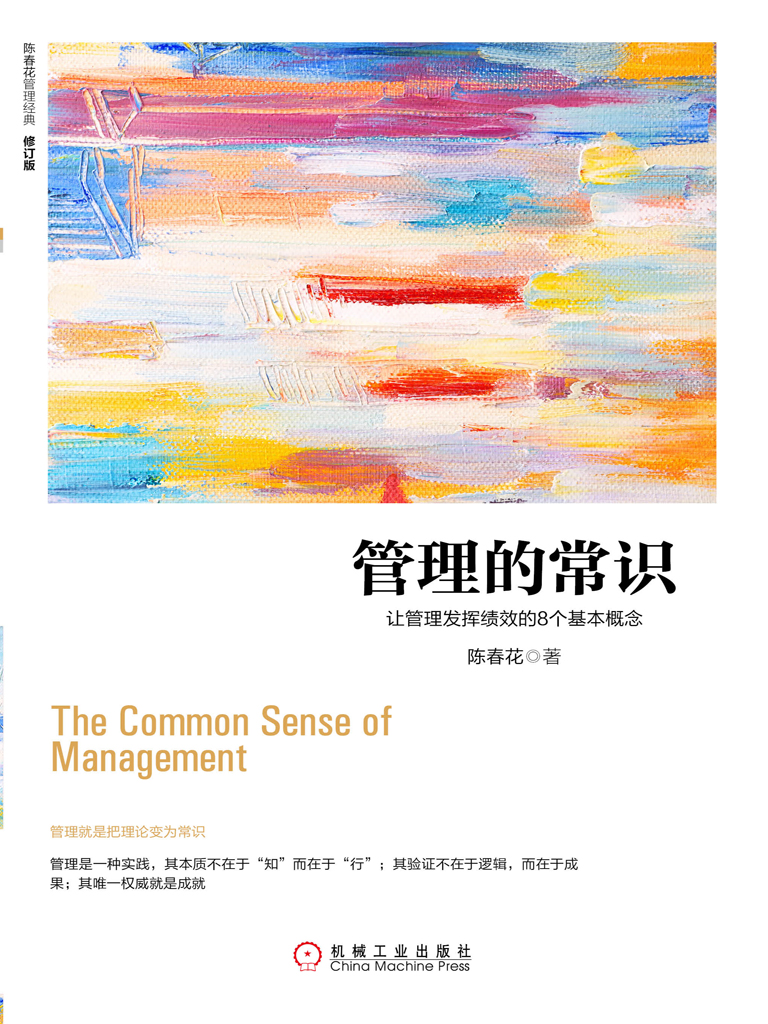 陈春花管理经典 修订版
管理的常识
让管理发挥绩效的8个基本概念
陈春花◎著
The Common Sense of
Management
管理就是把理论变为常识
管理是一种实践，其本质不在于“知”而在于“行”；其验证不在于逻辑，而在于成
果；其唯一权威就是成就
机械工业出版社
China Machine Press